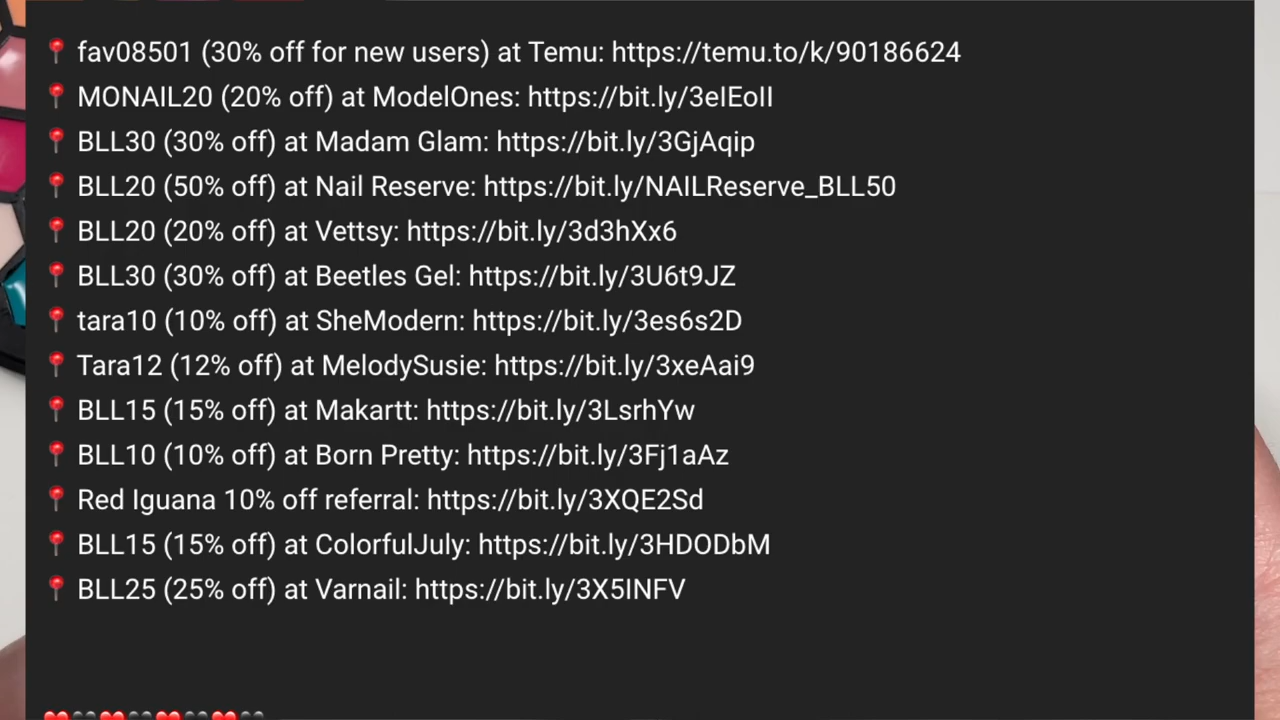 📍 fav08501 (30% off for new users) at Temu: https://temu.to/k/90186624
📍 MONAIL20 (20% off) at ModelOnes: https://bit.ly/3eIEoII
📍 BLL30 (30% off) at Madam Glam: https://bit.ly/3GjAqip
📍 BLL20 (50% off) at Nail Reserve: https://bit.ly/NAILReserve_BLL50
📍 BLL20 (20% off) at Vettsy: https://bit.ly/3d3hXx6
📍 BLL30 (30% off) at Beetles Gel: https://bit.ly/3U6t9JZ
📍 tara10 (10% off) at SheModern: https://bit.ly/3es6s2D
📍 Tara12 (12% off) at MelodySusie: https://bit.ly/3xeAai9
📍 BLL15 (15% off) at Makartt: https://bit.ly/3LsrhYw
📍 BLL10 (10% off) at Born Pretty: https://bit.ly/3Fj1aAz
📍 Red Iguana 10% off referral: https://bit.ly/3XQE2Sd
📍 BLL15 (15% off) at ColorfulJuly: https://bit.ly/3HDODbM
📍 BLL25 (25% off) at Varnail: https://bit.ly/3X5INFV